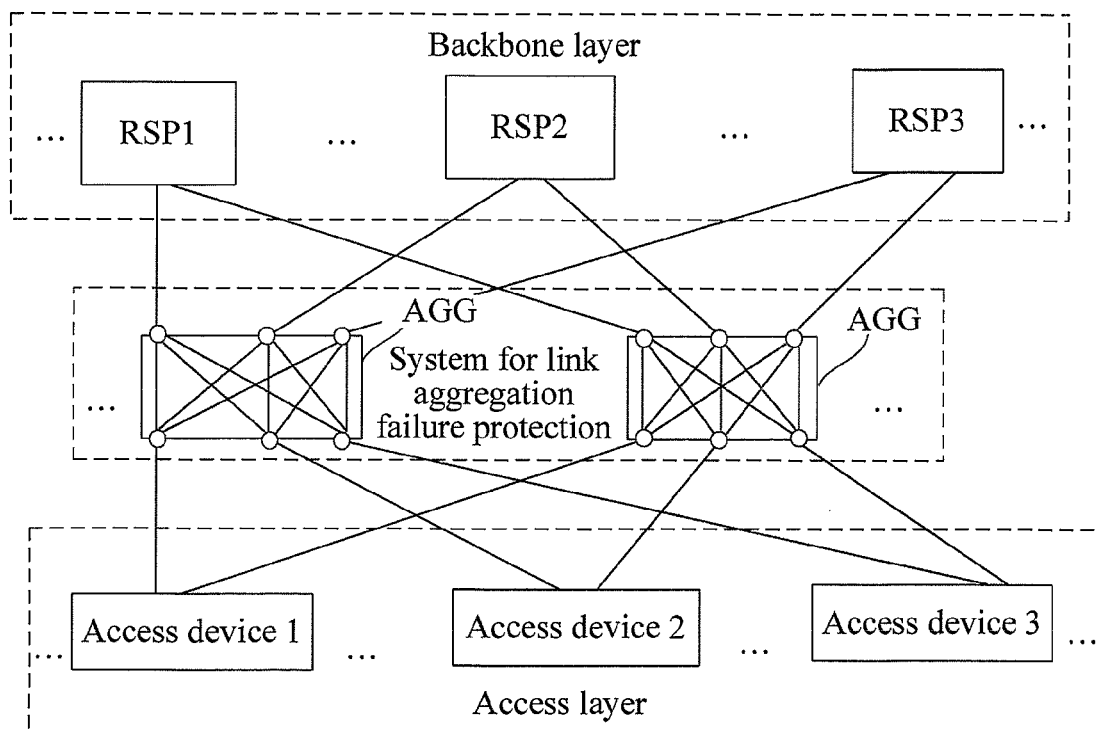 Backbone layer
... RSP1 ... RSP2 ... RSP3 ...
AGG
AGG
System for link
aggregation
failure protection
... ...
Access device 1
Access device 2
Access device 3
... ... ... ...
Access layer